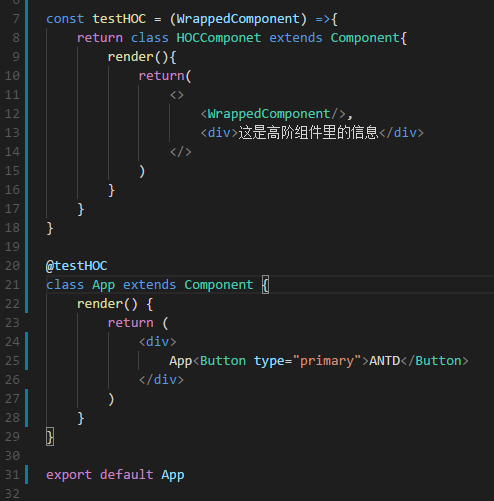 6
7 const testHOC = (WrappedComponent) =>{
8     return class HOCComponet extends Component{
9         render(){
10             return(
11                 <>
12                     <WrappedComponent/>,
13                     <div>这是高阶组件里的信息</div>
14                 </>
15             )
16         }
17     }
18 }
19
20 @testHOC
21 class App extends Component {
22     render() {
23         return (
24             <div>
25                 App<Button type="primary">ANTD</Button>
26             </div>
27         )
28     }
29 }
30
31 export default App
32